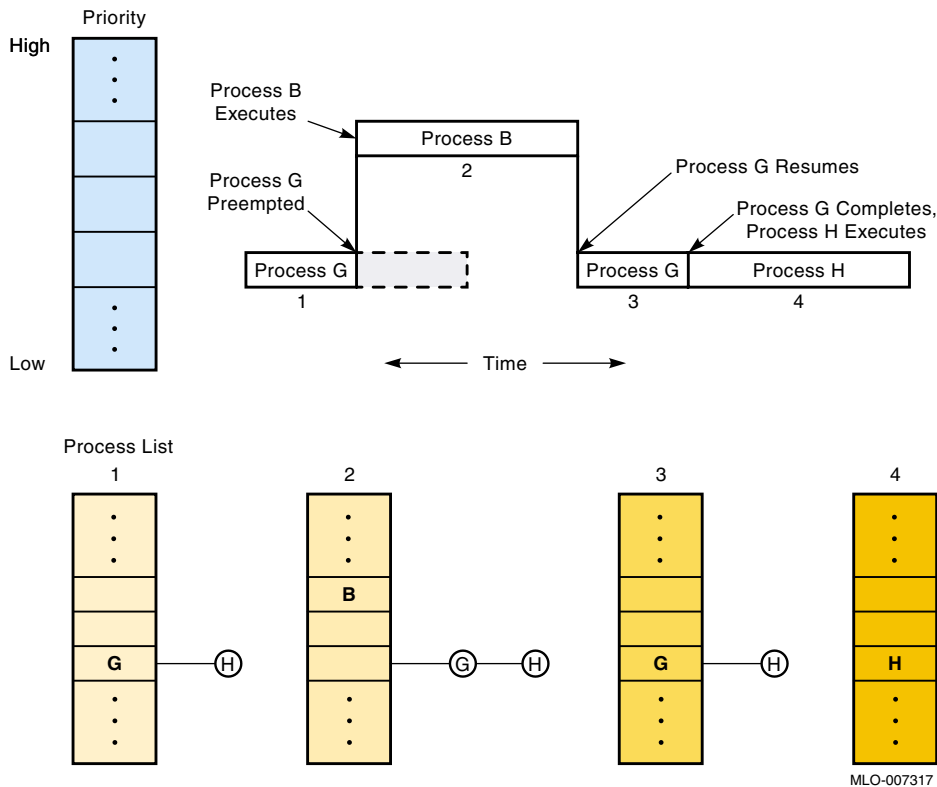 Priority
High
Low
Process B
Executes
Process B
2
Process G
Preempted
Process G Resumes
Process G Completes,
Process H Executes
Process G
1
Process G
3
Process H
4
Time
Process List
1
2
3
4
B
G
H
G
H
G
H
H
MLO-007317